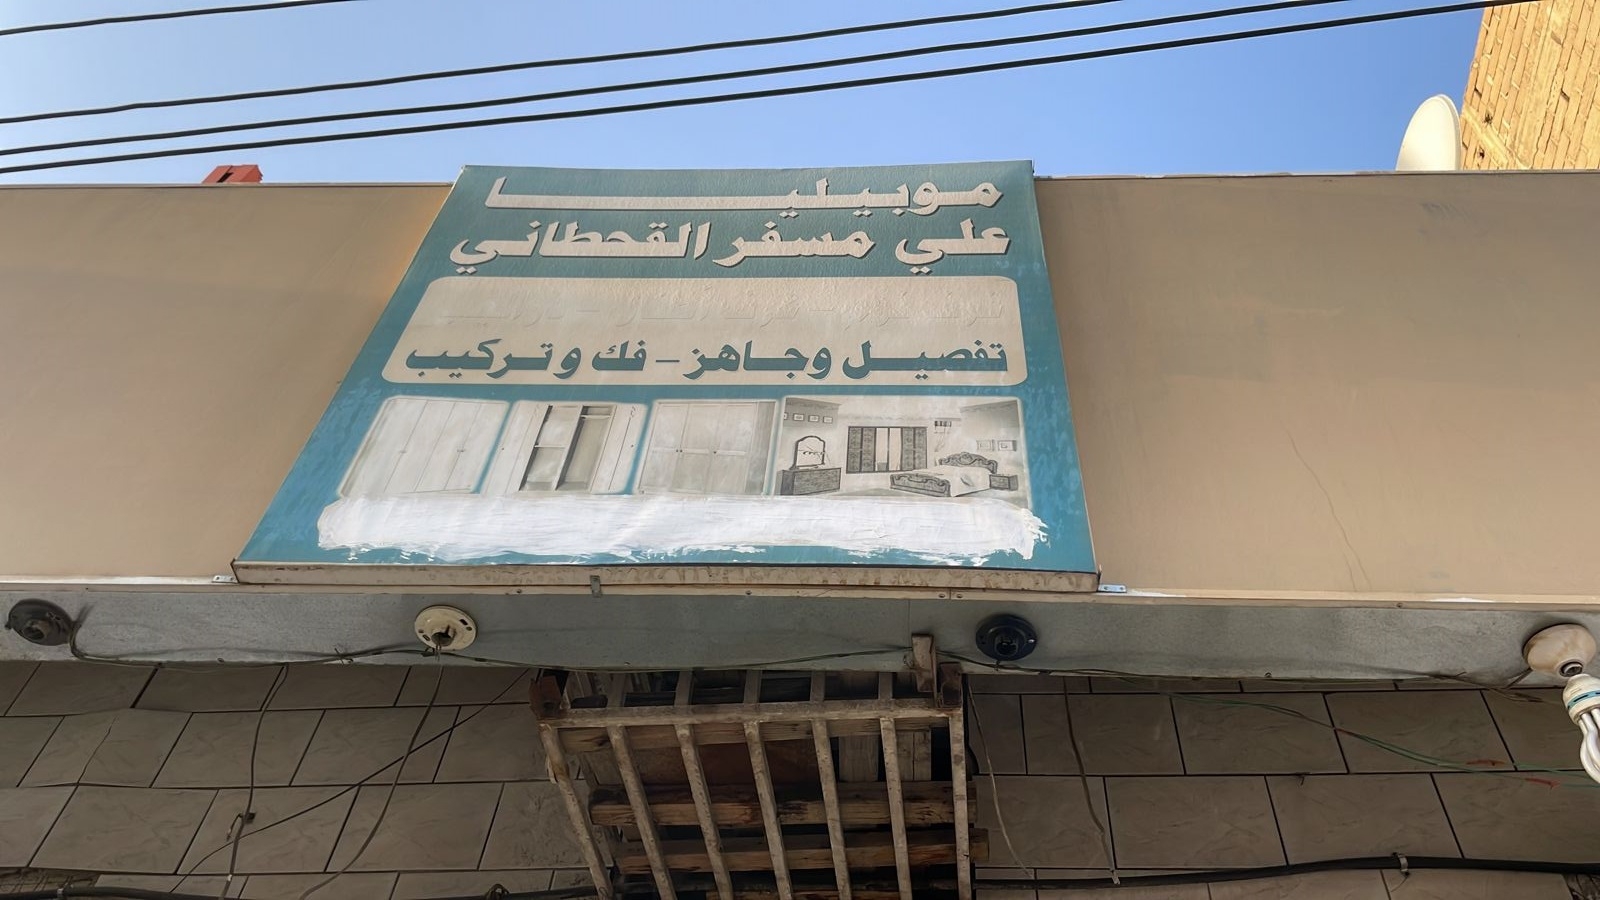 موبيليا
علي مسفر القحطاني
تفصيل وجاهز - فك وتركيب